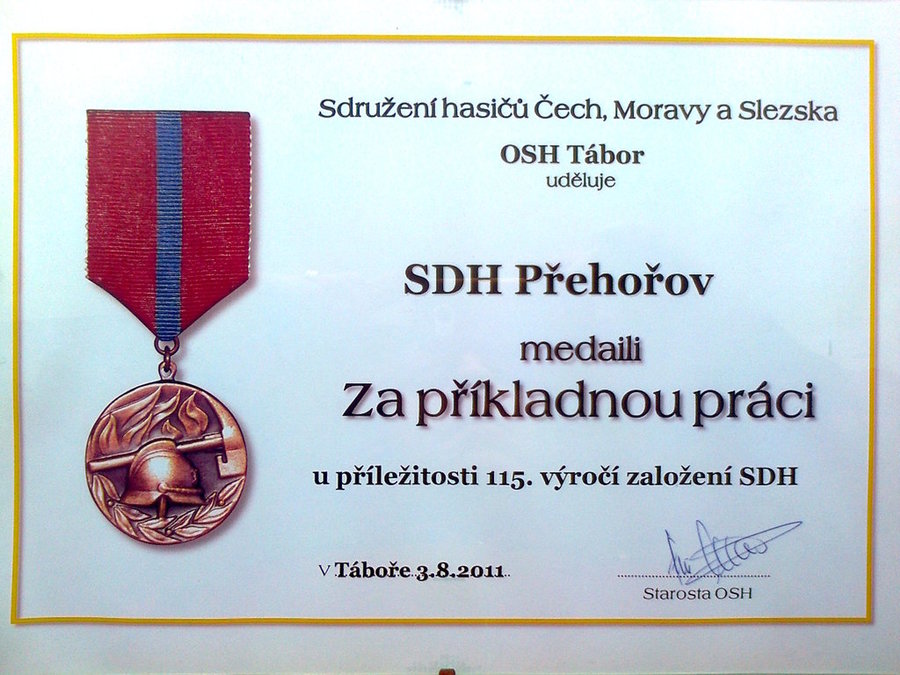 Sdružení hasičů Čech, Moravy a Slezska
OSH Tábor
uděluje
SDH Přehořov
medaili
Za příkladnou práci
u příležitosti 115. výročí založení SDH
V Táboře 3.8.2011
Starosta OSH